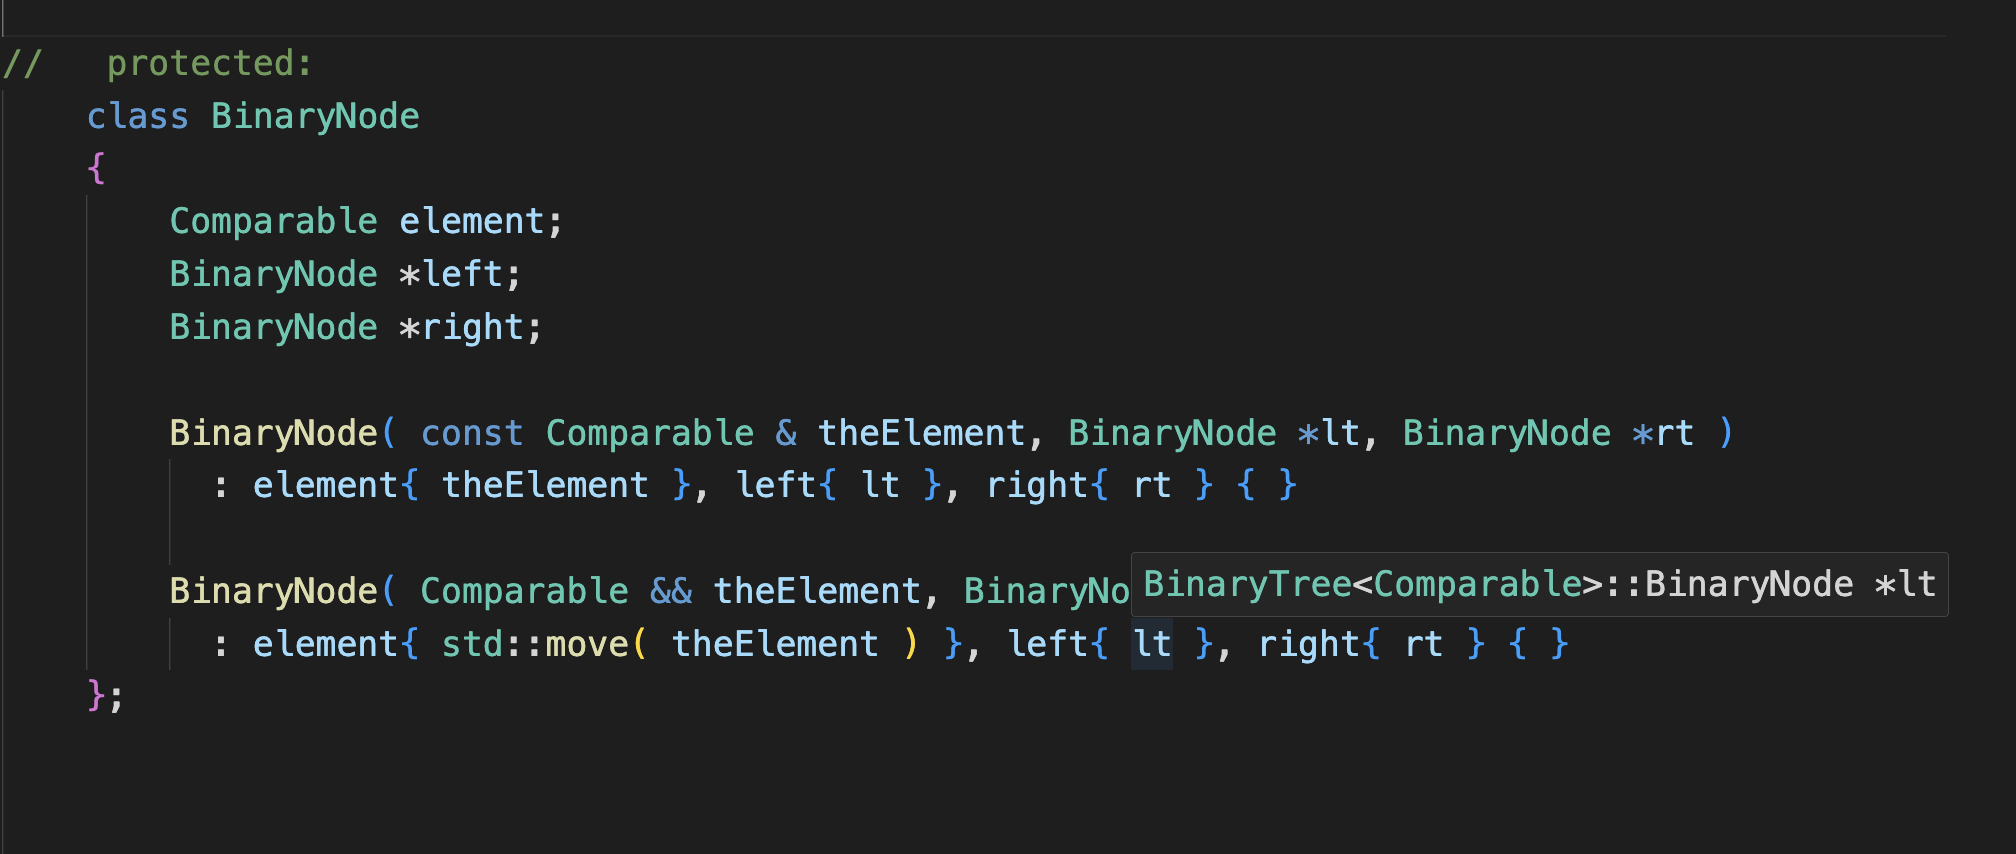 //   protected:
    class BinaryNode
    {
        Comparable element;
        BinaryNode *left;
        BinaryNode *right;

        BinaryNode( const Comparable & theElement, BinaryNode *lt, BinaryNode *rt )
          : element{ theElement }, left{ lt }, right{ rt } { }

        BinaryNode( Comparable && theElement, BinaryNo
BinaryTree<Comparable>::BinaryNode *lt
          : element{ std::move( theElement ) }, left{ lt }, right{ rt } { }
    };